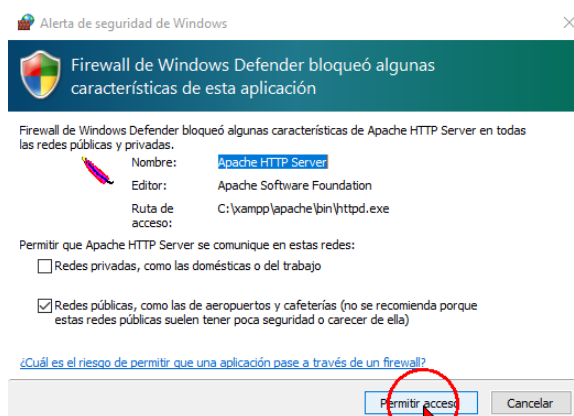 Alerta de seguridad de Windows
Firewall de Windows Defender bloqueó algunas
características de esta aplicación
Firewall de Windows Defender bloqueó algunas características de Apache HTTP Server en todas
las redes públicas y privadas.
Nombre: Apache HTTP Server
Editor: Apache Software Foundation
Ruta de C:\xampp\apache\bin\httpd.exe
acceso:
Permitir que Apache HTTP Server se comunique en estas redes:
Redes privadas, como las domésticas o del trabajo
Redes públicas, como las de aeropuertos y cafeterías (no se recomienda porque
estas redes públicas suelen tener poca seguridad o carecer de ella)
¿Cuál es el riesgo de permitir que una aplicación pase a través de un firewall?
Permitir acceso Cancelar